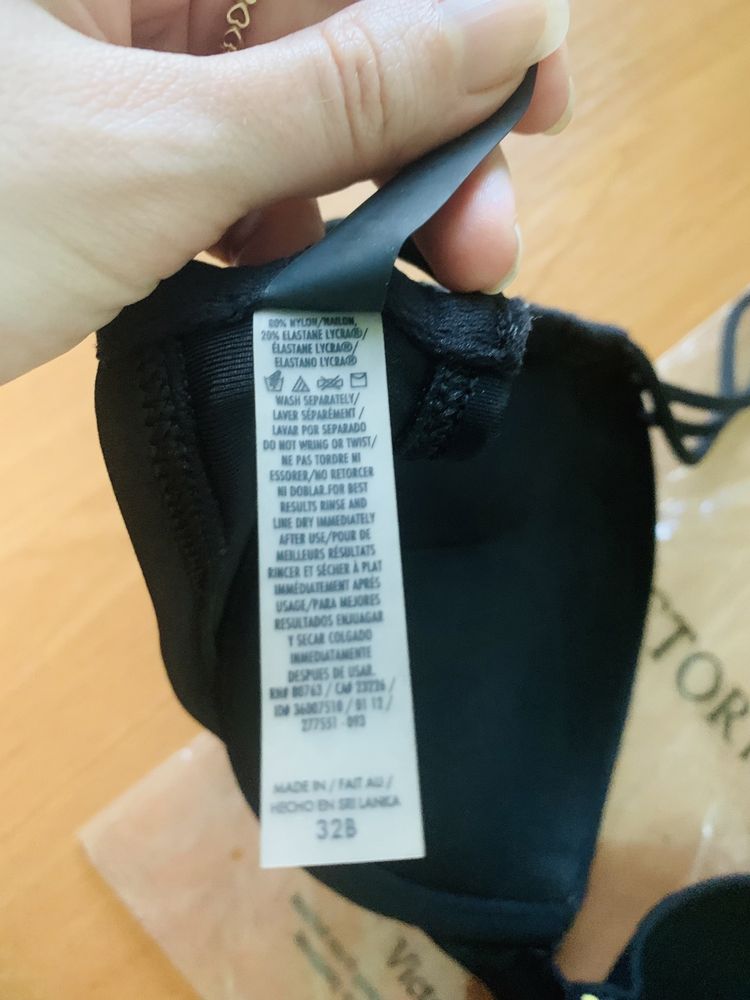 80% NYLON/NAILON,
20% ELASTANE LYCRA®/
ÉLASTANE LYCRA®/
ELASTANO LYCRA®
WASH SEPARATELY/
LAVER SÉPARÉMENT /
LAVAR POR SEPARADO
DO NOT WRING OR TWIST/
NE PAS TORDRE NI
ESSORER/NO RETORCER
NI DOBLAR.FOR BEST
RESULTS RINSE AND
LINE DRY IMMEDIATELY
AFTER USE/POUR DE
MEILLEURS RÉSULTATS
RINCER ET SÉCHER À PLAT
IMMÉDIATEMENT APRÈS
USAGE/PARA MEJORES
RESULTADOS ENJUAGAR
Y SECAR COLGADO
IMMEDIATAMENTE
DESPUES DE USAR.
RN# 80763 / CA# 23226 /
ID# 36007510 / 01 12 /
277551 - 093
MADE IN / FAIT AU /
HECHO EN SRI LANKA
32B
CTORI
Vict